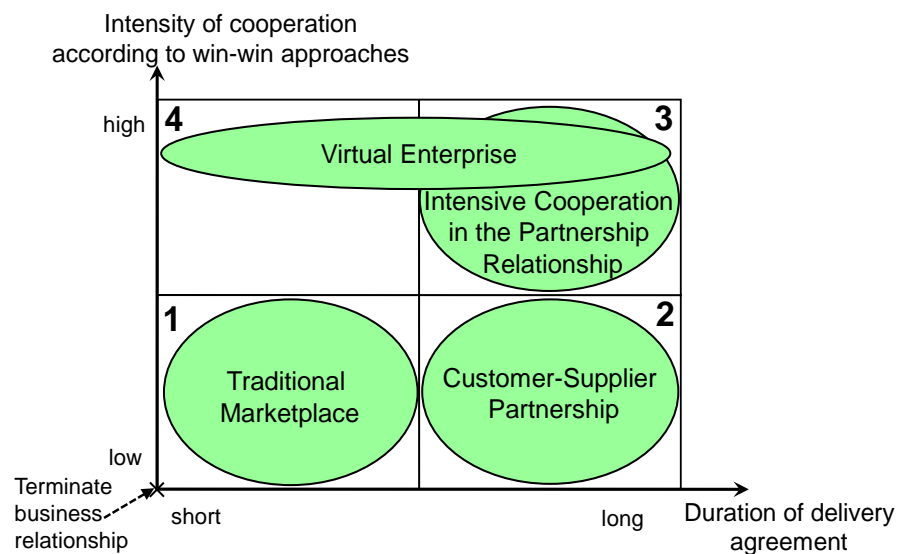 Intensity of cooperation
according to win-win approaches
high
4
3
Virtual Enterprise
Intensive Cooperation
in the Partnership
Relationship
1
2
Traditional
Marketplace
Customer-Supplier
Partnership
low
Terminate
business
relationship
short
long
Duration of delivery
agreement